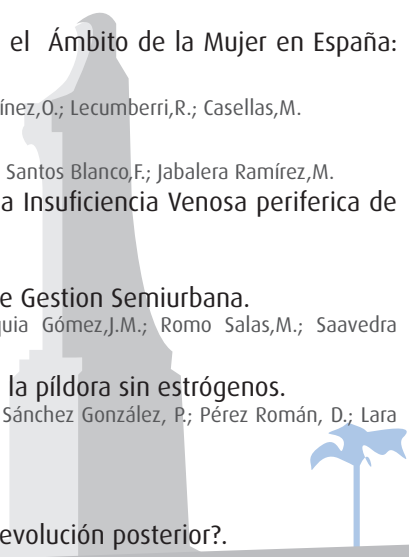 el Ámbito de la Mujer en España:
ínez,O.; Lecumberri,R.; Casellas,M.
Santos Blanco,F.; Jabalera Ramírez,M.
a Insuficiencia Venosa periferica de
e Gestion Semiurbana.
uia Gómez,J.M.; Romo Salas,M.; Saavedra
la píldora sin estrógenos.
Sánchez González, P.; Pérez Román, D.; Lara
evolución posterior?.